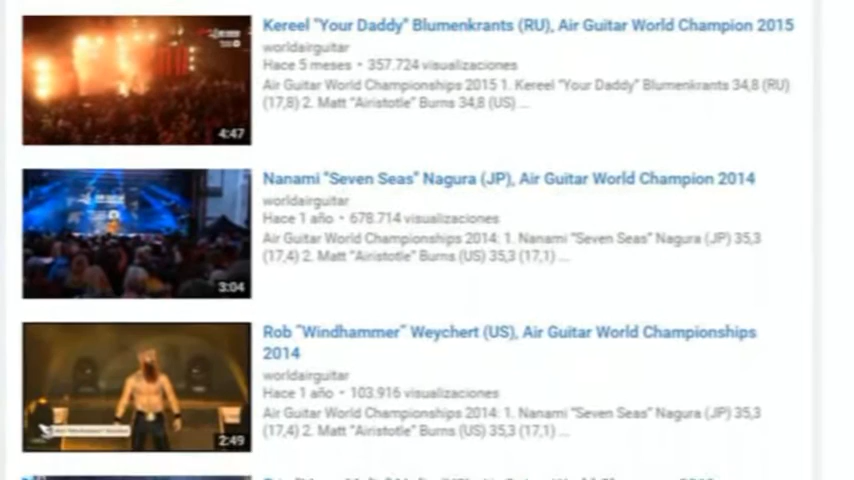 Kereel "Your Daddy" Blumenkrants (RU), Air Guitar World Champion 2015
worldairguitar
Hace 5 meses • 357.724 visualizaciones
Air Guitar World Championships 2015 1. Kereel "Your Daddy" Blumenkrants 34,8 (RU)
(17,8) 2. Matt "Airistotle" Burns 34,8 (US) ...
4:47
Nanami "Seven Seas" Nagura (JP), Air Guitar World Champion 2014
worldairguitar
Hace 1 año • 678.714 visualizaciones
Air Guitar World Championships 2014: 1. Nanami "Seven Seas" Nagura (JP) 35,3
(17,4) 2. Matt "Airistotle" Burns (US) 35,3 (17,1) ...
3:04
Rob "Windhammer" Weychert (US), Air Guitar World Championships
2014
worldairguitar
Hace 1 año • 103.916 visualizaciones
Air Guitar World Championships 2014: 1. Nanami "Seven Seas" Nagura (JP) 35,3
(17,4) 2. Matt "Airistotle" Burns (US) 35,3 (17,1) ...
2:49